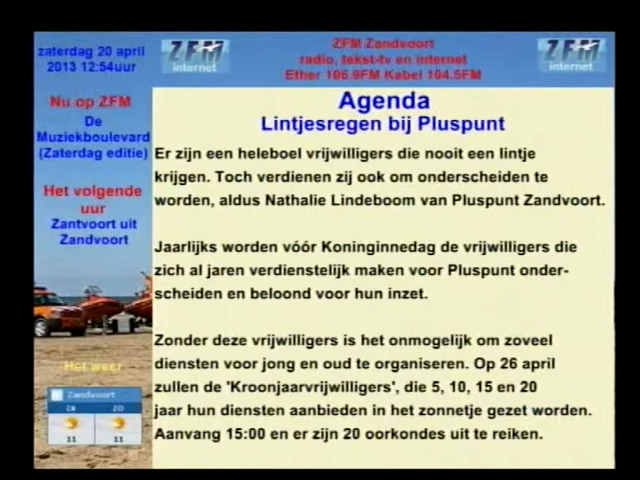 zaterdag 20 april
2013 12:54uur
ZFM
internet
ZFM Zandvoort
radio, tekst-tv en internet
Ether 106.9FM Kabel 104.5FM
ZFM
internet
Nu op ZFM
De
Muziekboulevard
(Zaterdag editie)
Het volgende
uur
Zantvoort uit
Zandvoort
Het weer
Zandvoort
ZA ZO
11 11
Agenda
Lintjesregen bij Pluspunt
Er zijn een heleboel vrijwilligers die nooit een lintje
krijgen. Toch verdienen zij ook om onderscheiden te
worden, aldus Nathalie Lindeboom van Pluspunt Zandvoort.
Jaarlijks worden vóór Koninginnedag de vrijwilligers die
zich al jaren verdienstelijk maken voor Pluspunt onder-
scheiden en beloond voor hun inzet.
Zonder deze vrijwilligers is het onmogelijk om zoveel
diensten voor jong en oud te organiseren. Op 26 april
zullen de 'Kroonjaarvrijwilligers', die 5, 10, 15 en 20
jaar hun diensten aanbieden in het zonnetje gezet worden.
Aanvang 15:00 en er zijn 20 oorkondes uit te reiken.